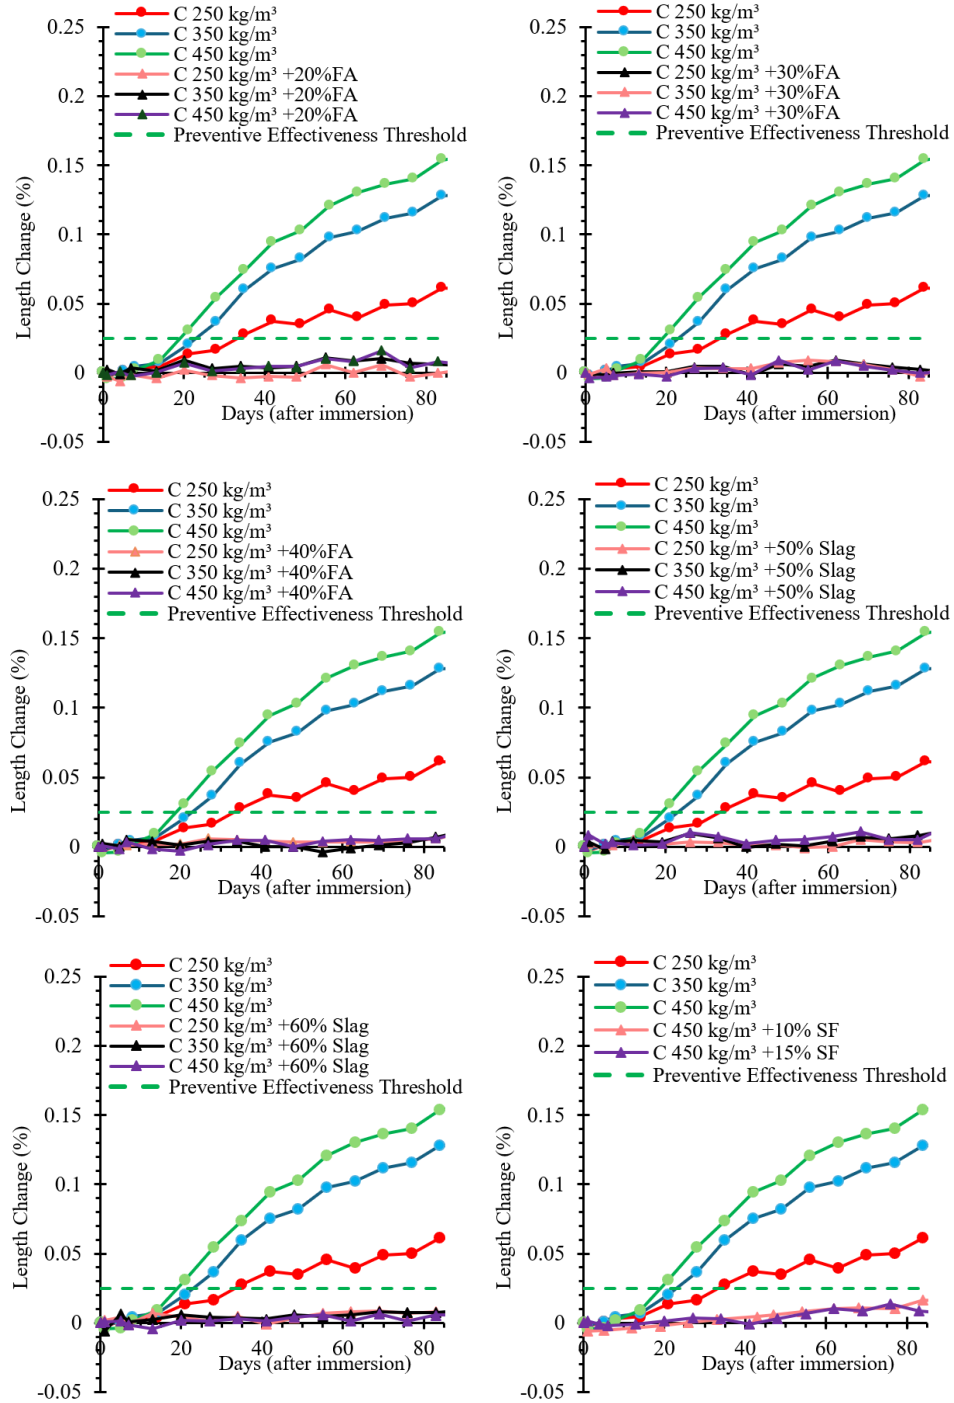 C 250 kg/m³
C 350 kg/m³
C 450 kg/m³
C 250 kg/m³ +20%FA
C 350 kg/m³ +20%FA
C 450 kg/m³ +20%FA
Preventive Effectiveness Threshold
0.25
0.2
0.15
0.1
0.05
0
-0.05
Length Change (%)
0 20 40 60 80
Days (after immersion)
C 250 kg/m³
C 350 kg/m³
C 450 kg/m³
C 250 kg/m³ +30%FA
C 350 kg/m³ +30%FA
C 450 kg/m³ +30%FA
Preventive Effectiveness Threshold
0.25
0.2
0.15
0.1
0.05
0
-0.05
Length Change (%)
0 20 40 60 80
Days (after immersion)
C 250 kg/m³
C 350 kg/m³
C 450 kg/m³
C 250 kg/m³ +40%FA
C 350 kg/m³ +40%FA
C 450 kg/m³ +40%FA
Preventive Effectiveness Threshold
0.25
0.2
0.15
0.1
0.05
0
-0.05
Length Change (%)
0 20 40 60 80
Days (after immersion)
C 250 kg/m³
C 350 kg/m³
C 450 kg/m³
C 250 kg/m³ +50% Slag
C 350 kg/m³ +50% Slag
C 450 kg/m³ +50% Slag
Preventive Effectiveness Threshold
0.25
0.2
0.15
0.1
0.05
0
-0.05
Length Change (%)
0 20 40 60 80
Days (after immersion)
C 250 kg/m³
C 350 kg/m³
C 450 kg/m³
C 250 kg/m³ +60% Slag
C 350 kg/m³ +60% Slag
C 450 kg/m³ +60% Slag
Preventive Effectiveness Threshold
0.25
0.2
0.15
0.1
0.05
0
-0.05
Length Change (%)
0 20 40 60 80
Days (after immersion)
C 250 kg/m³
C 350 kg/m³
C 450 kg/m³
C 450 kg/m³ +10% SF
C 450 kg/m³ +15% SF
Preventive Effectiveness Threshold
0.25
0.2
0.15
0.1
0.05
0
-0.05
Length Change (%)
0 20 40 60 80
Days (after immersion)